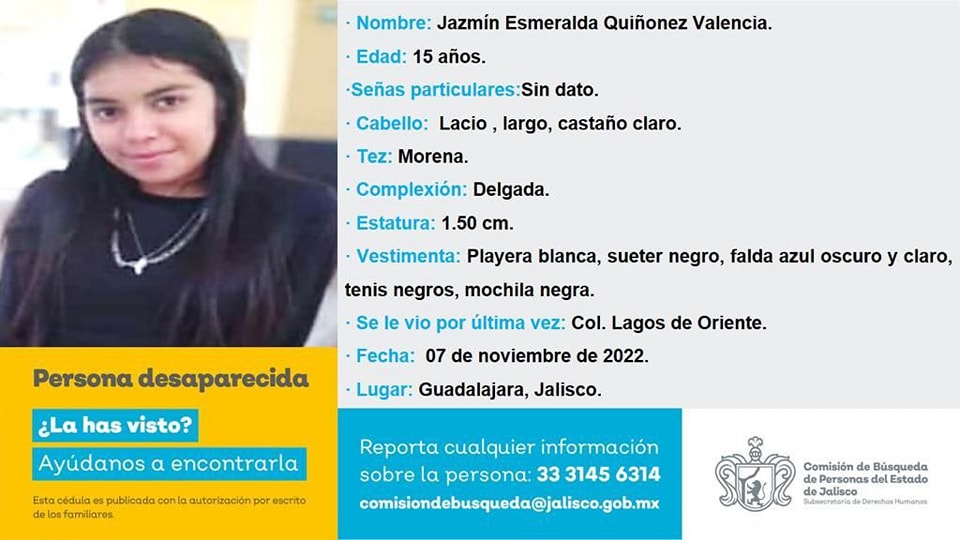 · Nombre: Jazmín Esmeralda Quiñonez Valencia.
· Edad: 15 años.
·Señas particulares:Sin dato.
· Cabello: Lacio , largo, castaño claro.
· Tez: Morena.
· Complexión: Delgada.
· Estatura: 1.50 cm.
· Vestimenta: Playera blanca, sueter negro, falda azul oscuro y claro,
tenis negros, mochila negra.
· Se le vio por última vez: Col. Lagos de Oriente.
· Fecha: 07 de noviembre de 2022.
· Lugar: Guadalajara, Jalisco.
Persona desaparecida
¿La has visto?
Ayúdanos a encontrarla
Esta cédula es publicada con la autorización por escrito
de los familiares.
Reporta cualquier información
sobre la persona: 33 3145 6314
comisiondebusqueda@jalisco.gob.mx
Comisión de Búsqueda
de Personas del Estado
de Jalisco
Subsecretaría de Derechos Humanos